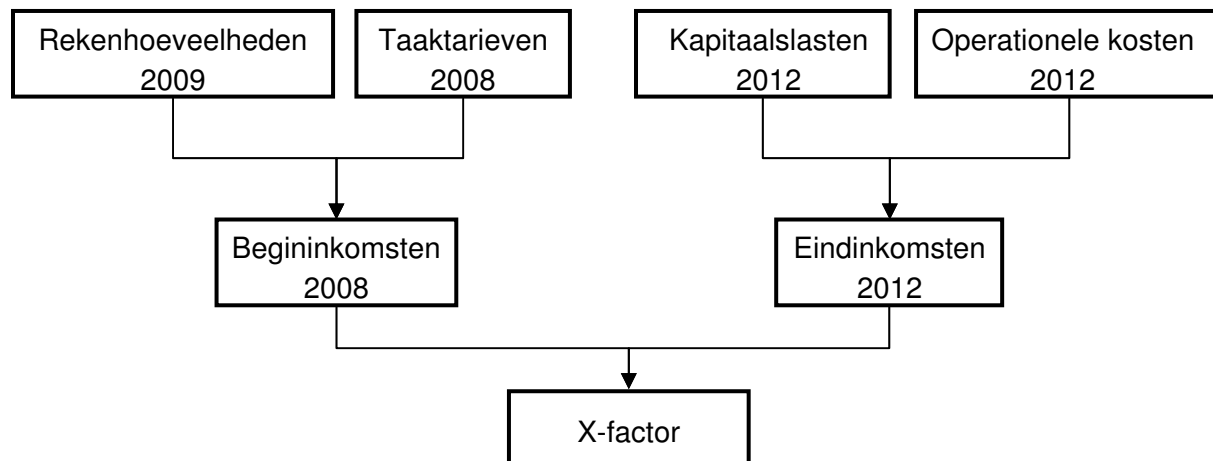 Rekenhoeveelheden
2009
Taaktarieven
2008
Kapitaalslasten
2012
Operationele kosten
2012
Begininkomsten
2008
Eindinkomsten
2012
X-factor